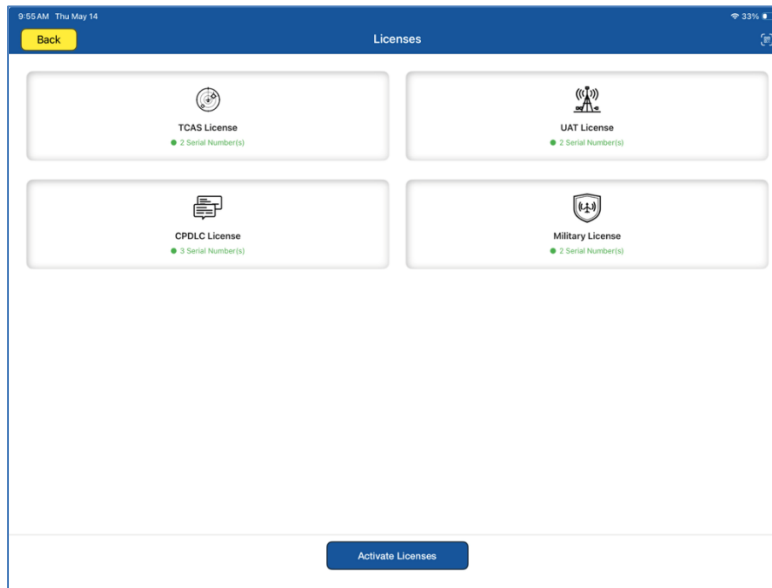 9:55 AM Thu May 14
33%
Back
Licenses
TCAS License
2 Serial Number(s)
UAT License
2 Serial Number(s)
CPDLC License
3 Serial Number(s)
Military License
2 Serial Number(s)
Activate Licenses